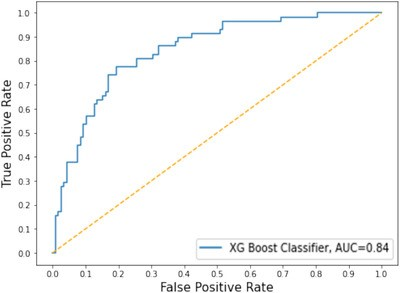 1.0
0.9
0.8
0.7
0.6
0.5
0.4
0.3
0.2
0.1
0.0
True Positive Rate
XG Boost Classifier, AUC=0.84
0.0 0.1 0.2 0.3 0.4 0.5 0.6 0.7 0.8 0.9 1.0
False Positive Rate